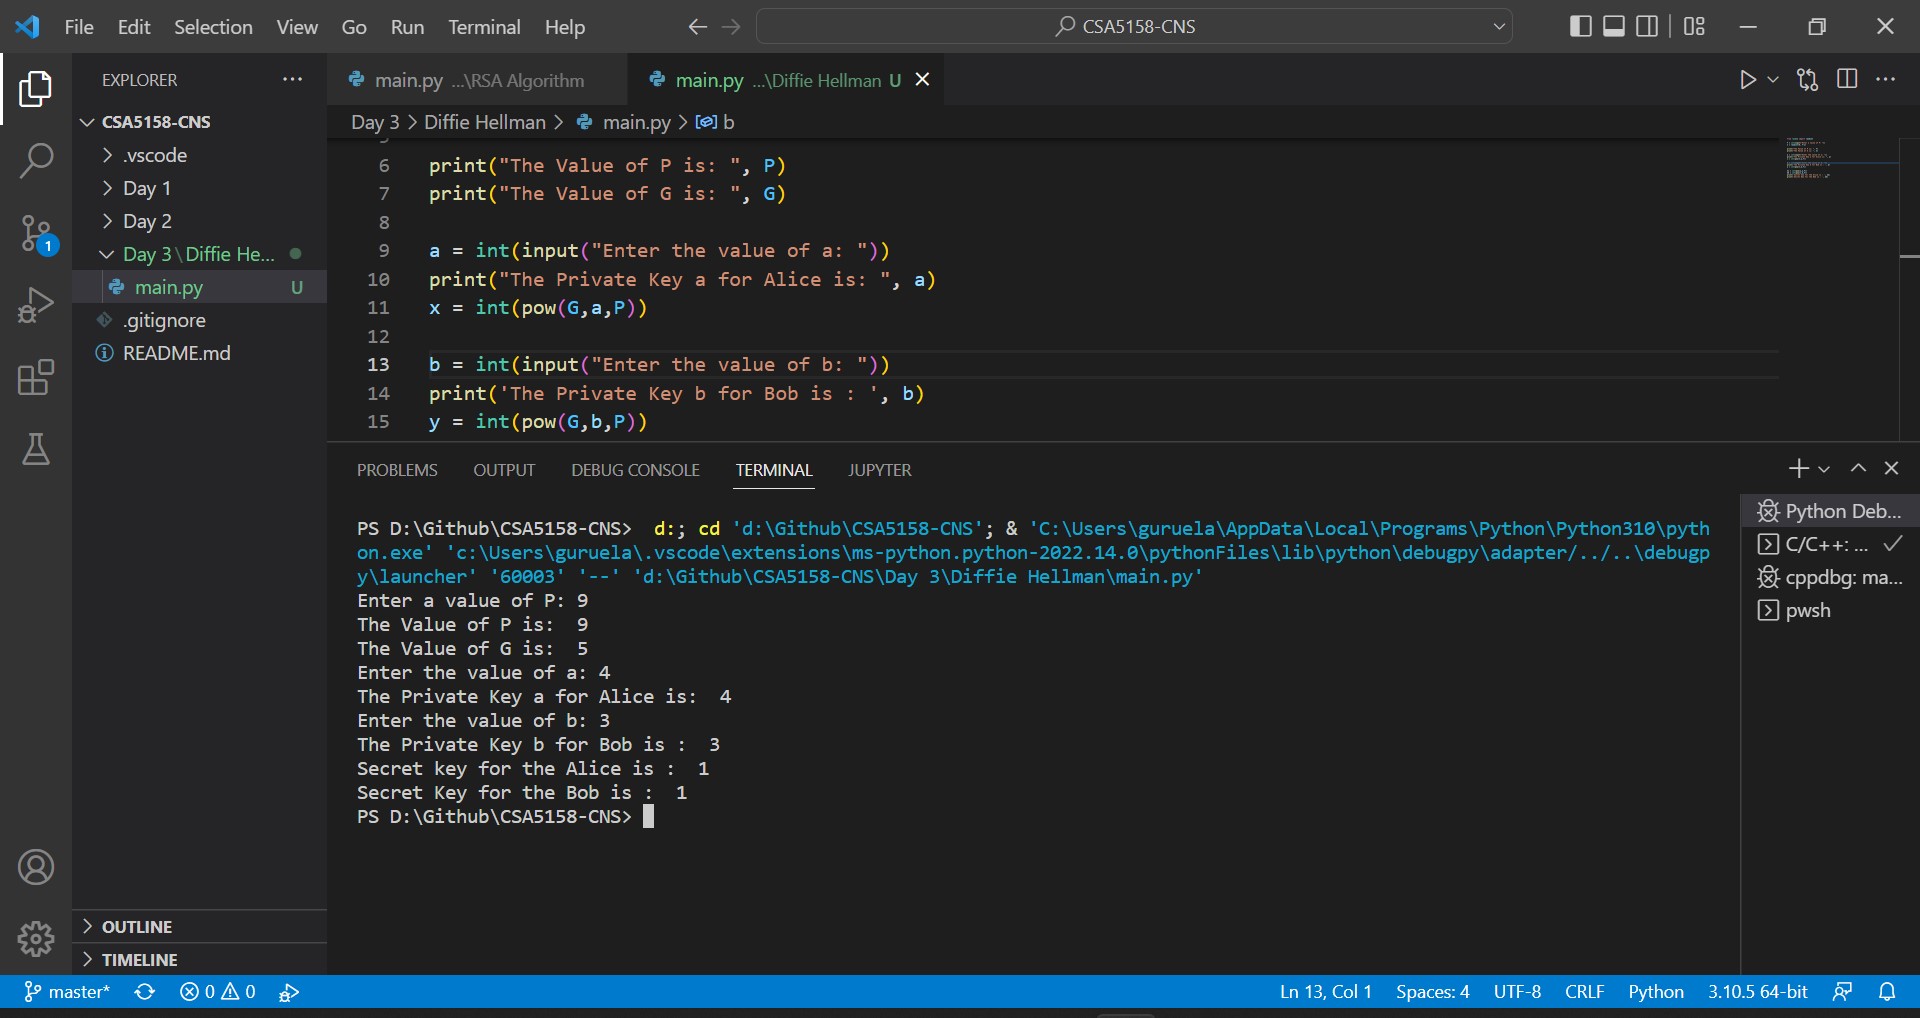 File Edit Selection View Go Run Terminal Help
CSA5158-CNS
EXPLORER
CSA5158-CNS
.vscode
Day 1
Day 2
Day 3\Diffie He...
main.py U
.gitignore
README.md
OUTLINE
TIMELINE
1
main.py ...\RSA Algorithm
main.py ...\Diffie Hellman U
Day 3 > Diffie Hellman > main.py > b
6 print("The Value of P is: ", P)
7 print("The Value of G is: ", G)
8
9 a = int(input("Enter the value of a: "))
10 print("The Private Key a for Alice is: ", a)
11 x = int(pow(G,a,P))
12
13 b = int(input("Enter the value of b: "))
14 print('The Private Key b for Bob is : ', b)
15 y = int(pow(G,b,P))
PROBLEMS OUTPUT DEBUG CONSOLE TERMINAL JUPYTER
PS D:\Github\CSA5158-CNS>  d:; cd 'd:\Github\CSA5158-CNS'; & 'C:\Users\guruela\AppData\Local\Programs\Python\Python310\pyth
on.exe' 'c:\Users\guruela\.vscode\extensions\ms-python.python-2022.14.0\pythonFiles\lib\python\debugpy\adapter/../..\debugp
y\launcher' '60003' '--' 'd:\Github\CSA5158-CNS\Day 3\Diffie Hellman\main.py'
Enter a value of P: 9
The Value of P is:  9
The Value of G is:  5
Enter the value of a: 4
The Private Key a for Alice is:  4
Enter the value of b: 3
The Private Key b for Bob is :  3
Secret key for the Alice is :  1
Secret Key for the Bob is :  1
PS D:\Github\CSA5158-CNS>
Python Deb...
C/C++: ...
cppdbg: ma...
pwsh
master* 0 0 Ln 13, Col 1 Spaces: 4 UTF-8 CRLF Python 3.10.5 64-bit